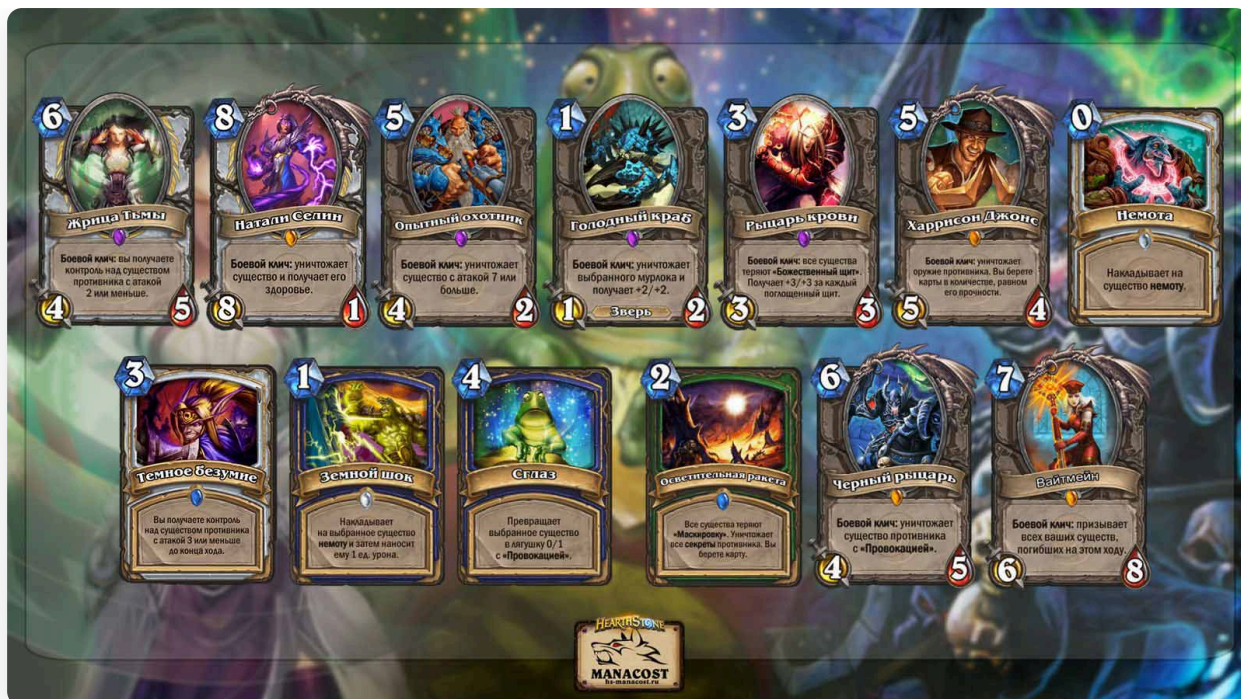 6
Жрица Тьмы
Боевой клич: вы получаете
контроль над существом
противника с атакой
2 или меньше.
4
5
8
Натали Селин
Боевой клич: уничтожает
существо и получает его
здоровье.
8
1
5
Опытный охотник
Боевой клич: уничтожает
существо с атакой 7 или
больше.
4
2
1
Голодный краб
Боевой клич: уничтожает
выбранного мурлока и
получает +2/+2.
1
Зверь
2
3
Рыцарь крови
Боевой клич: все существа
теряют «Божественный щит».
Получает +3/+3 за каждый
поглощенный щит.
3
3
5
Харрисон Джонс
Боевой клич: уничтожает
оружие противника. Вы берете
карты в количестве, равном
его прочности.
5
4
0
Немота
Накладывает на
существо немоту.
3
Темное безумие
Вы получаете контроль
над существом противника
с атакой 3 или меньше
до конца хода.
1
Земной шок
Накладывает
на выбранное существо
немоту и затем наносит
ему 1 ед. урона.
4
Сглаз
Превращает
выбранное существо
в лягушку 0/1
с «Провокацией».
2
Осветительная ракета
Все существа теряют
«Маскировку». Уничтожает
все секреты противника. Вы
берете карту.
6
Черный рыцарь
Боевой клич: уничтожает
существо противника
с «Провокацией».
4
5
7
Вайтмейн
Боевой клич: призывает
всех ваших существ,
погибших на этом ходу.
6
8
HEARTHSTONE
MANACOST
hs-manacost.ru